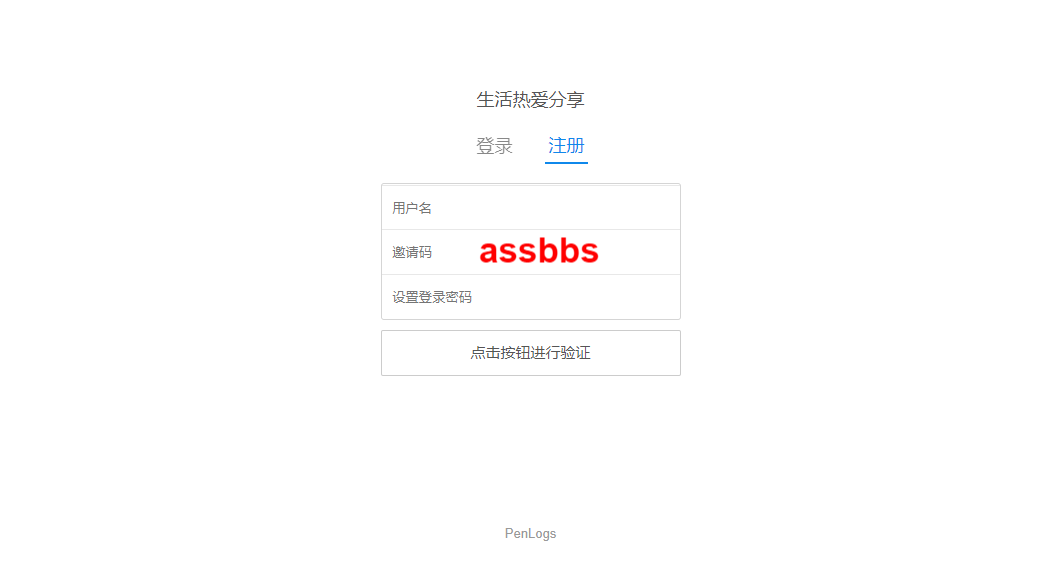 生活热爱分享
登录 注册
用户名
邀请码 assbbs
设置登录密码
点击按钮进行验证
PenLogs